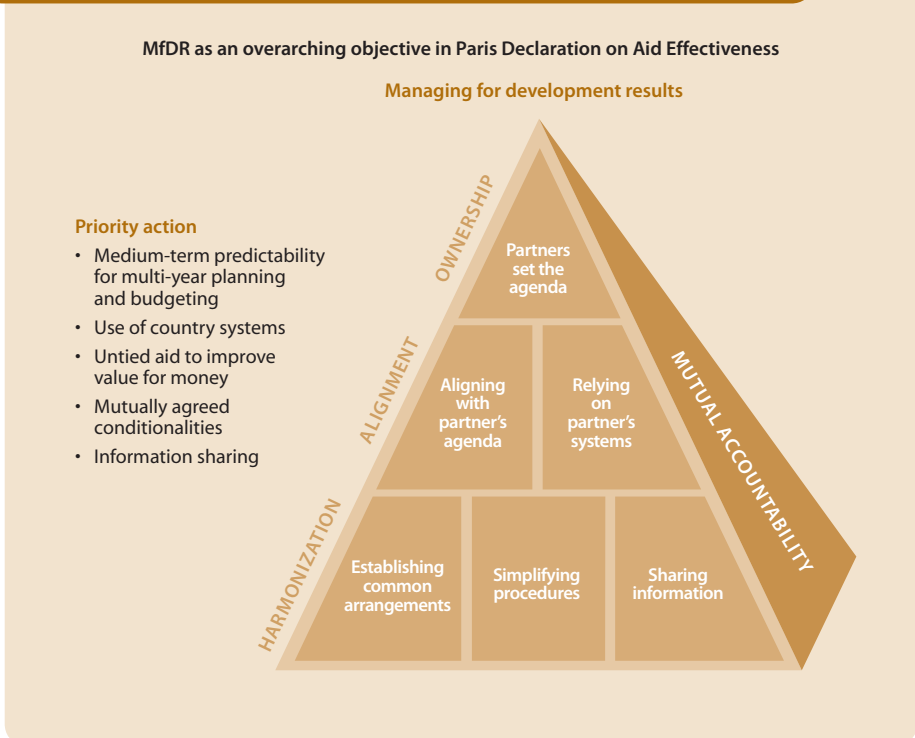 MfDR as an overarching objective in Paris Declaration on Aid Effectiveness
Managing for development results
Priority action
• Medium-term predictability
for multi-year planning
and budgeting
• Use of country systems
• Untied aid to improve
value for money
• Mutually agreed
conditionalities
• Information sharing
OWNERSHIP
Partners
set the
agenda
ALIGNMENT
Aligning
with
partner's
agenda
Relying
on
partner's
systems
HARMONIZATION
Establishing
common
arrangements
Simplifying
procedures
Sharing
information
MUTUAL ACCOUNTABILITY